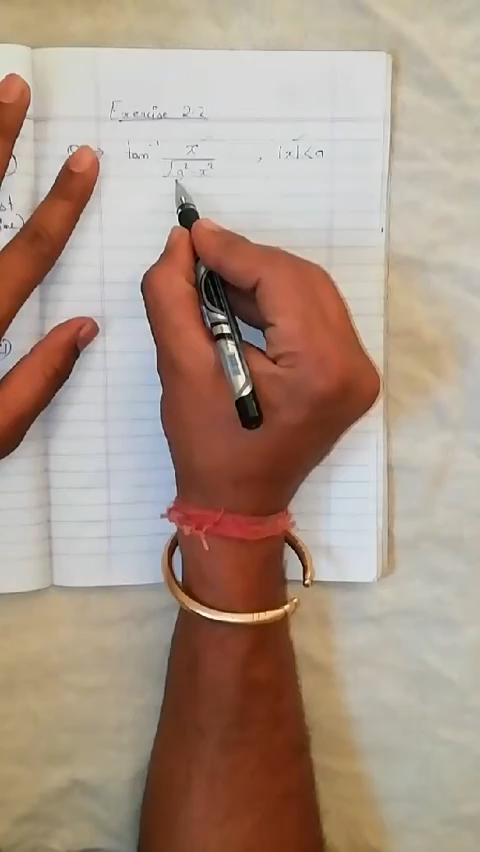 Exercise 2.2
tan⁻¹ x/√(a² - x²) , |x| < a